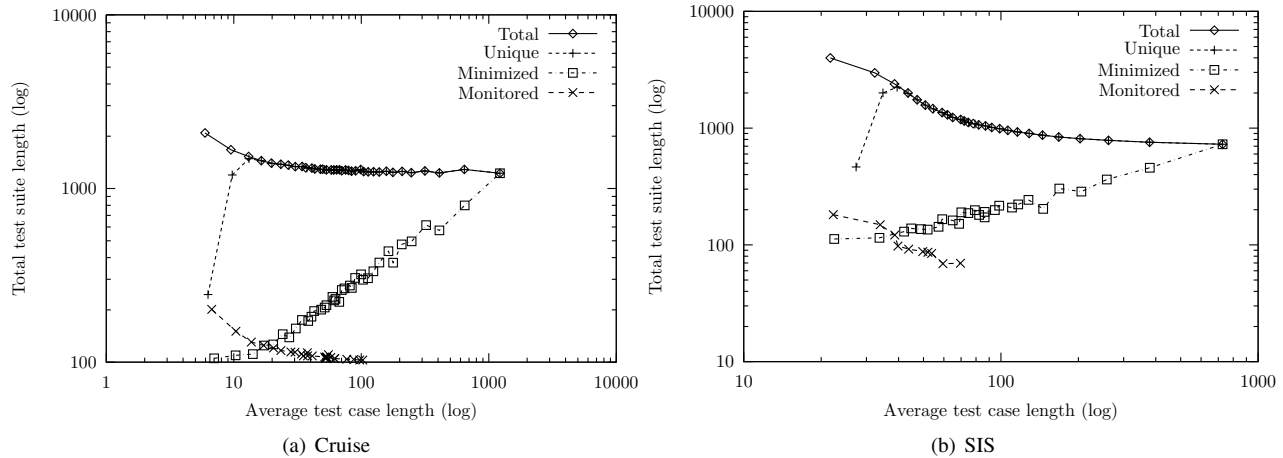 10000
1000
100
1
10
100
1000
10000
Total test suite length (log)
Average test case length (log)
Total
Unique
Minimized
Monitored
(a) Cruise
10000
1000
100
10
10
100
1000
Total test suite length (log)
Average test case length (log)
Total
Unique
Minimized
Monitored
(b) SIS